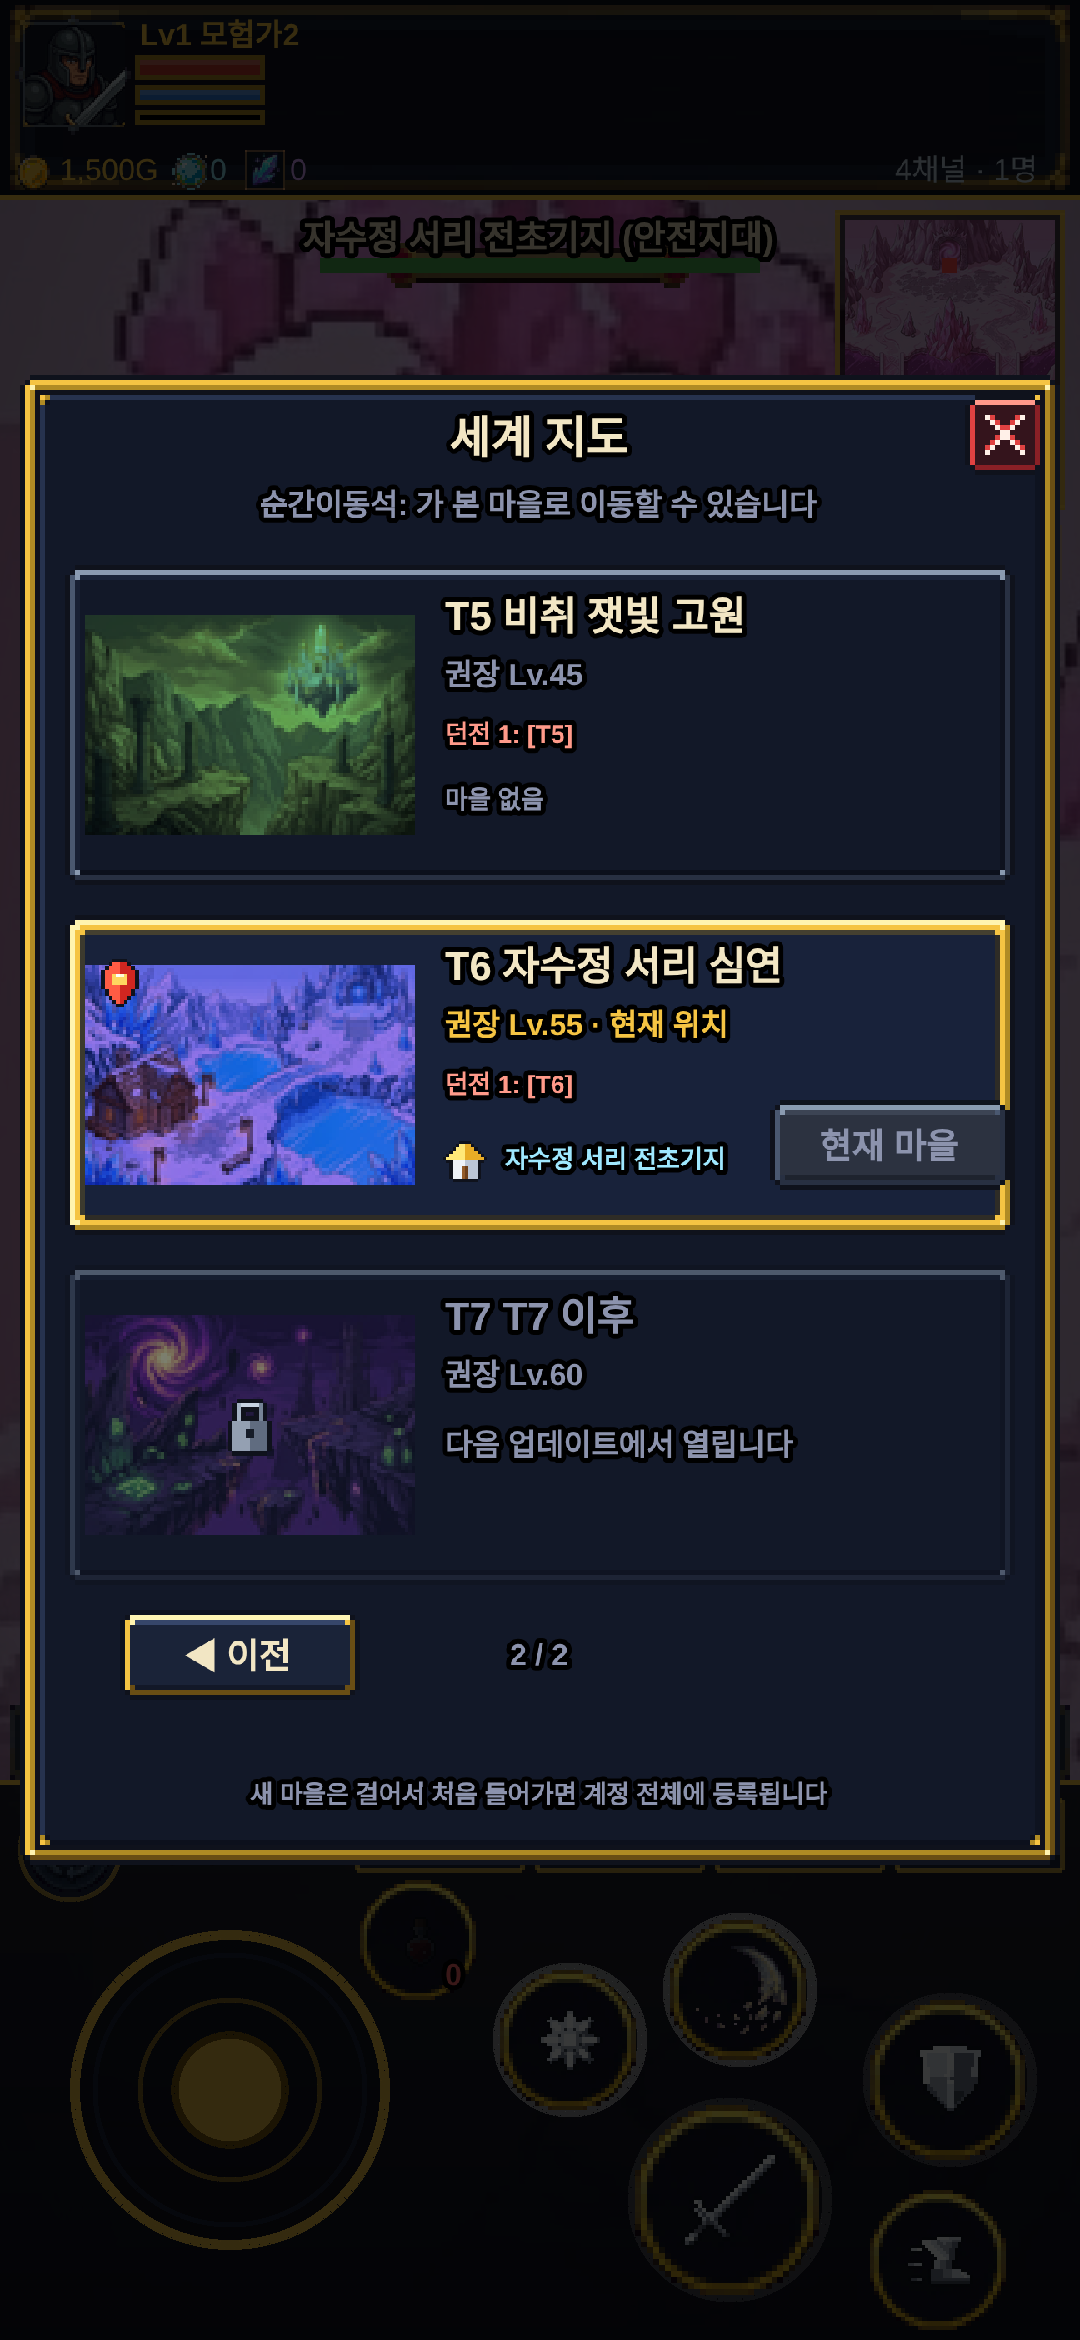 Lv1 모험가2
1,500G 0 0
4채널 · 1명
자수정 서리 전초기지 (안전지대)
세계 지도
순간이동석: 가 본 마을로 이동할 수 있습니다
T5 비취 잿빛 고원
권장 Lv.45
던전 1: [T5]
마을 없음
T6 자수정 서리 심연
권장 Lv.55 · 현재 위치
던전 1: [T6]
자수정 서리 전초기지
현재 마을
T7 T7 이후
권장 Lv.60
다음 업데이트에서 열립니다
◀ 이전
2 / 2
새 마을은 걸어서 처음 들어가면 계정 전체에 등록됩니다
0